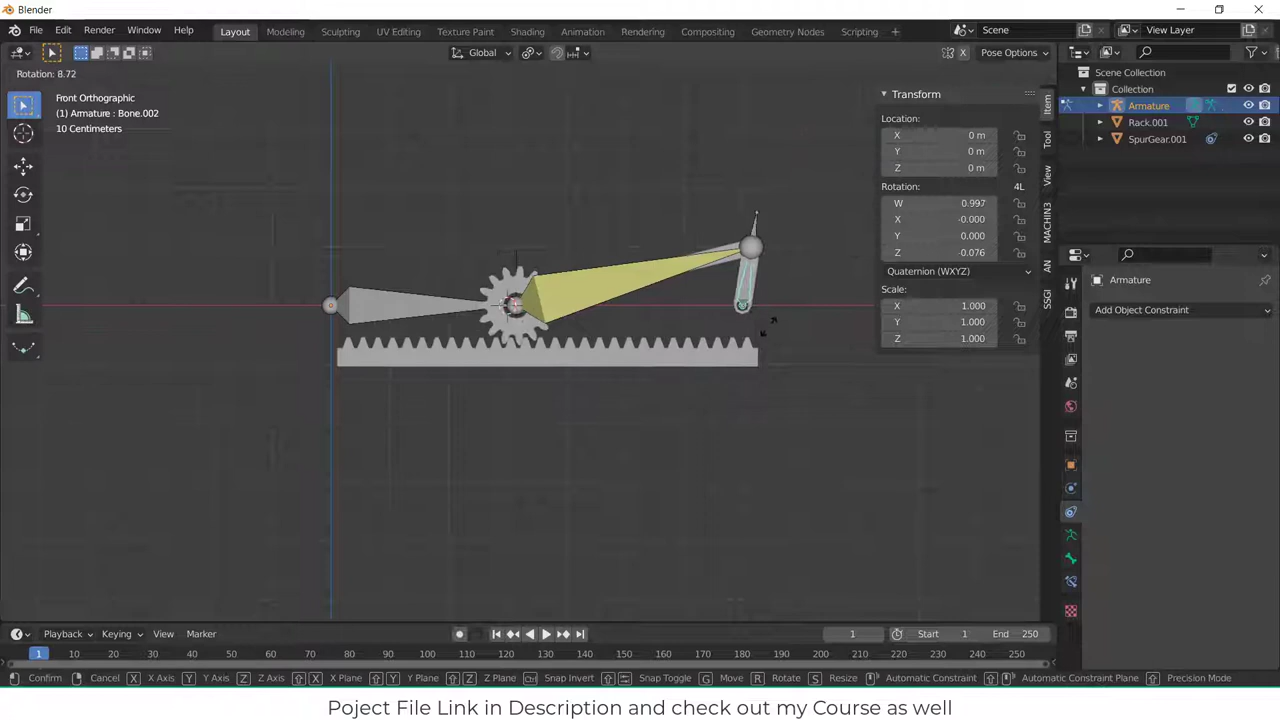 Blender
File Edit Render Window Help Layout Modeling Sculpting UV Editing Texture Paint Shading Animation Rendering Compositing Geometry Nodes Scripting + Scene View Layer
Global X Pose Options
Rotation: 8.72
Front Orthographic
(1) Armature : Bone.002
10 Centimeters
Transform
Location:
X 0 m
Y 0 m
Z 0 m
Rotation: 4L
W 0.997
X -0.000
Y 0.000
Z -0.076
Quaternion (WXYZ)
Scale:
X 1.000
Y 1.000
Z 1.000
Item
Tool
View
MACHIN3
AN
SSGI
Scene Collection
Collection
Armature
Rack.001
SpurGear.001
Armature
Add Object Constraint
Playback Keying View Marker 1 Start 1 End 250
1 10 20 30 40 50 60 70 80 90 100 110 120 130 140 150 160 170 180 190 200 210 220 230 240 250
Confirm Cancel X X Axis Y Y Axis Z Z Axis X X Plane Y Y Plane Z Z Plane Ctrl Snap Invert Snap Toggle G Move R Rotate S Resize Automatic Constraint Automatic Plane Constraint Precision Mode
Poject File Link in Description and check out my Course as well